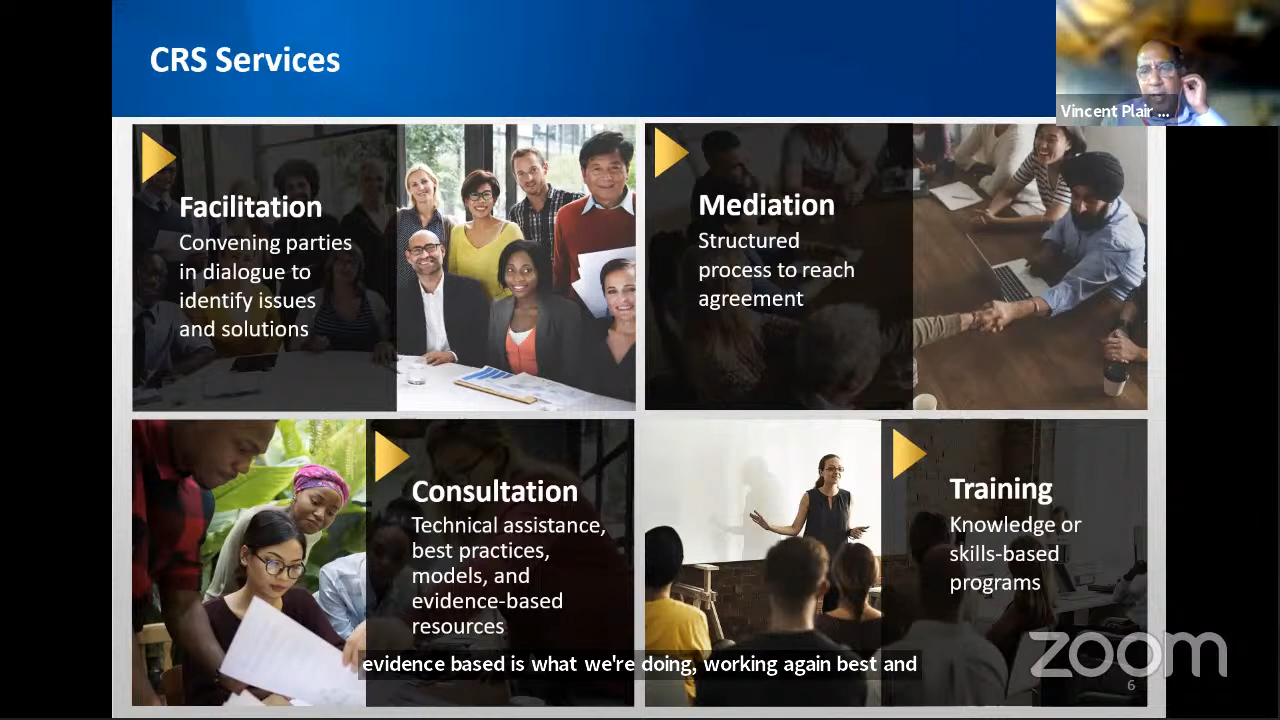 CRS Services
Vincent Plair ...
Facilitation
Convening parties
in dialogue to
identify issues
and solutions
Mediation
Structured
process to reach
agreement
Consultation
Technical assistance,
best practices,
models, and
evidence-based
resources
Training
Knowledge or
skills-based
programs
evidence based is what we're doing, working again best and
zoom
6